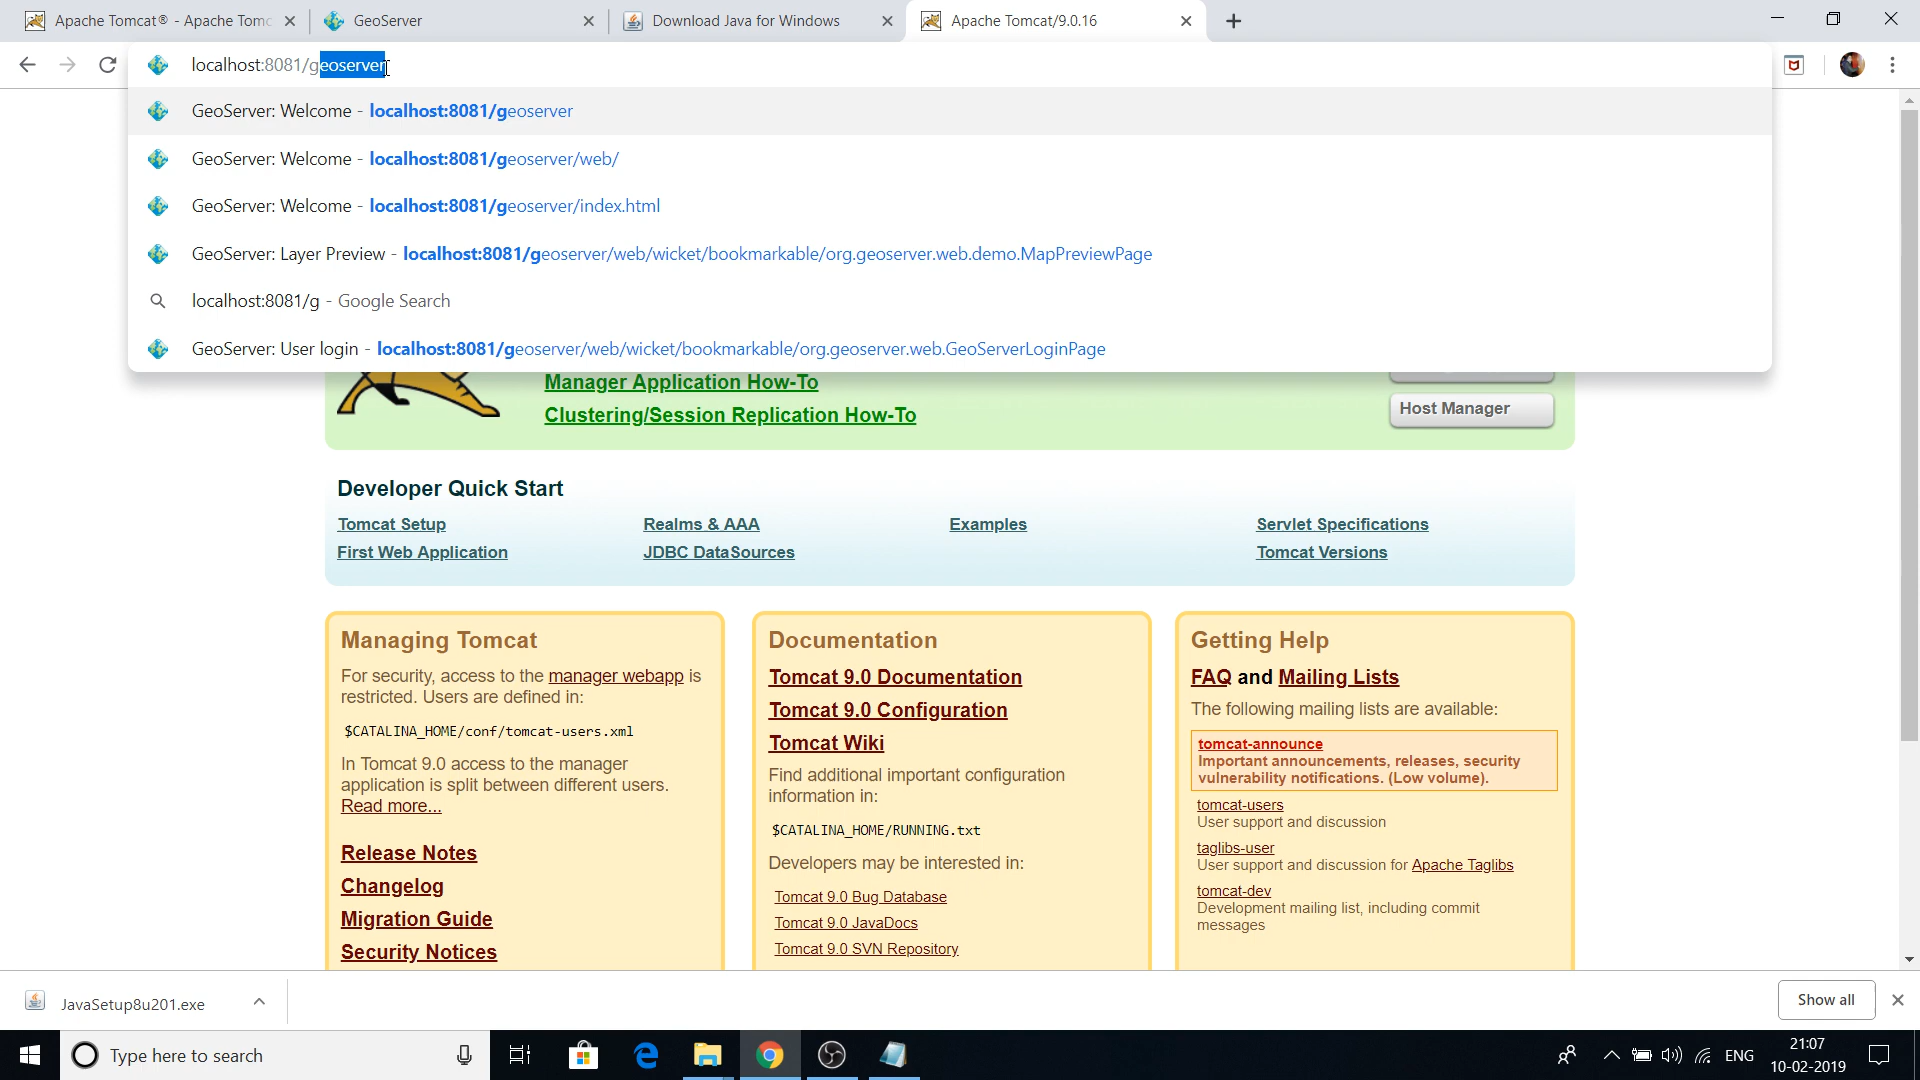 Apache Tomcat® - Apache Tomc
GeoServer
Download Java for Windows
Apache Tomcat/9.0.16
localhost:8081/geoserver
GeoServer: Welcome - localhost:8081/geoserver
GeoServer: Welcome - localhost:8081/geoserver/web/
GeoServer: Welcome - localhost:8081/geoserver/index.html
GeoServer: Layer Preview - localhost:8081/geoserver/web/wicket/bookmarkable/org.geoserver.web.demo.MapPreviewPage
localhost:8081/g - Google Search
GeoServer: User login - localhost:8081/geoserver/web/wicket/bookmarkable/org.geoserver.web.GeoServerLoginPage
Manager Application How-To
Clustering/Session Replication How-To
Host Manager
Developer Quick Start
Tomcat Setup
First Web Application
Realms & AAA
JDBC DataSources
Examples
Servlet Specifications
Tomcat Versions
Managing Tomcat
For security, access to the manager webapp is
restricted. Users are defined in:
$CATALINA_HOME/conf/tomcat-users.xml
In Tomcat 9.0 access to the manager
application is split between different users.
Read more...
Release Notes
Changelog
Migration Guide
Security Notices
Documentation
Tomcat 9.0 Documentation
Tomcat 9.0 Configuration
Tomcat Wiki
Find additional important configuration
information in:
$CATALINA_HOME/RUNNING.txt
Developers may be interested in:
Tomcat 9.0 Bug Database
Tomcat 9.0 JavaDocs
Tomcat 9.0 SVN Repository
Getting Help
FAQ and Mailing Lists
The following mailing lists are available:
tomcat-announce
Important announcements, releases, security
vulnerability notifications. (Low volume).
tomcat-users
User support and discussion
taglibs-user
User support and discussion for Apache Taglibs
tomcat-dev
Development mailing list, including commit
messages
JavaSetup8u201.exe
Show all
Type here to search
ENG
21:07
10-02-2019